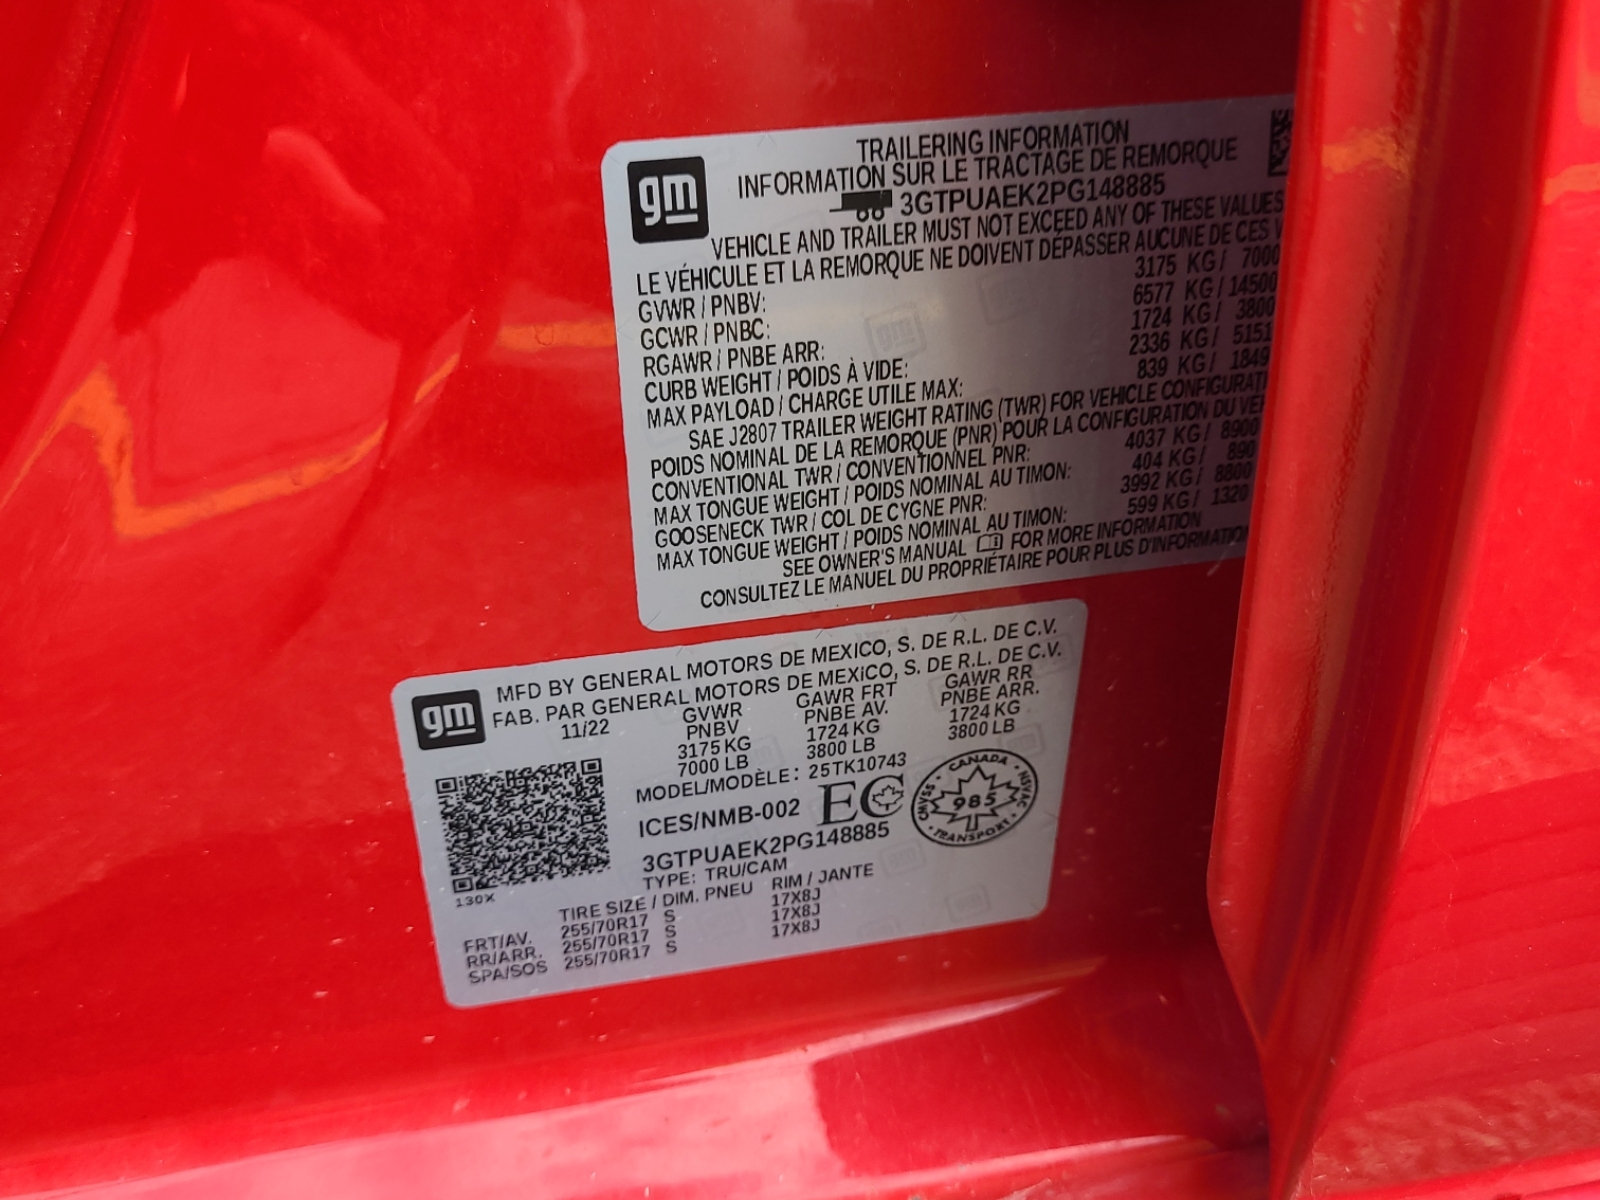 gm
TRAILERING INFORMATION
INFORMATION SUR LE TRACTAGE DE REMORQUE
3GTPUAEK2PG148885
VEHICLE AND TRAILER MUST NOT EXCEED ANY OF THESE VALUES
LE VÉHICULE ET LA REMORQUE NE DOIVENT DÉPASSER AUCUNE DE CES
GVWR / PNBV: 3175 KG / 7000
GCWR / PNBC: 6577 KG / 14500
RGAWR / PNBE ARR: 1724 KG / 3800
CURB WEIGHT / POIDS À VIDE: 2336 KG / 5151
MAX PAYLOAD / CHARGE UTILE MAX: 839 KG / 1849
SAE J2807 TRAILER WEIGHT RATING (TWR) FOR VEHICLE CONFIGURATI
POIDS NOMINAL DE LA REMORQUE (PNR) POUR LA CONFIGURATION DU VÉ
CONVENTIONAL TWR / CONVENTIONNEL PNR: 4037 KG / 8900
MAX TONGUE WEIGHT / POIDS NOMINAL AU TIMON: 404 KG / 890
GOOSENECK TWR / COL DE CYGNE PNR: 3992 KG / 8800
MAX TONGUE WEIGHT / POIDS NOMINAL AU TIMON: 599 KG / 1320
SEE OWNER'S MANUAL FOR MORE INFORMATION
CONSULTEZ LE MANUEL DU PROPRIÉTAIRE POUR PLUS D'INFORMATION
gm
MFD BY GENERAL MOTORS DE MEXICO, S. DE R.L. DE C.V.
FAB. PAR GENERAL MOTORS DE MEXICO, S. DE R.L. DE C.V.
11/22 GVWR GAWR FRT GAWR RR
PNBV PNBE AV. PNBE ARR.
3175 KG 1724 KG 1724 KG
7000 LB 3800 LB 3800 LB
MODEL/MODÈLE: 25TK10743
ICES/NMB-002 EC
CANADA
CMVSS 985 NSVAC
TRANSPORT
3GTPUAEK2PG148885
TYPE: TRU/CAM
130X
TIRE SIZE / DIM. PNEU RIM / JANTE
FRT/AV. 255/70R17 S 17X8J
RR/ARR. 255/70R17 S 17X8J
SPA/SOS 255/70R17 S 17X8J